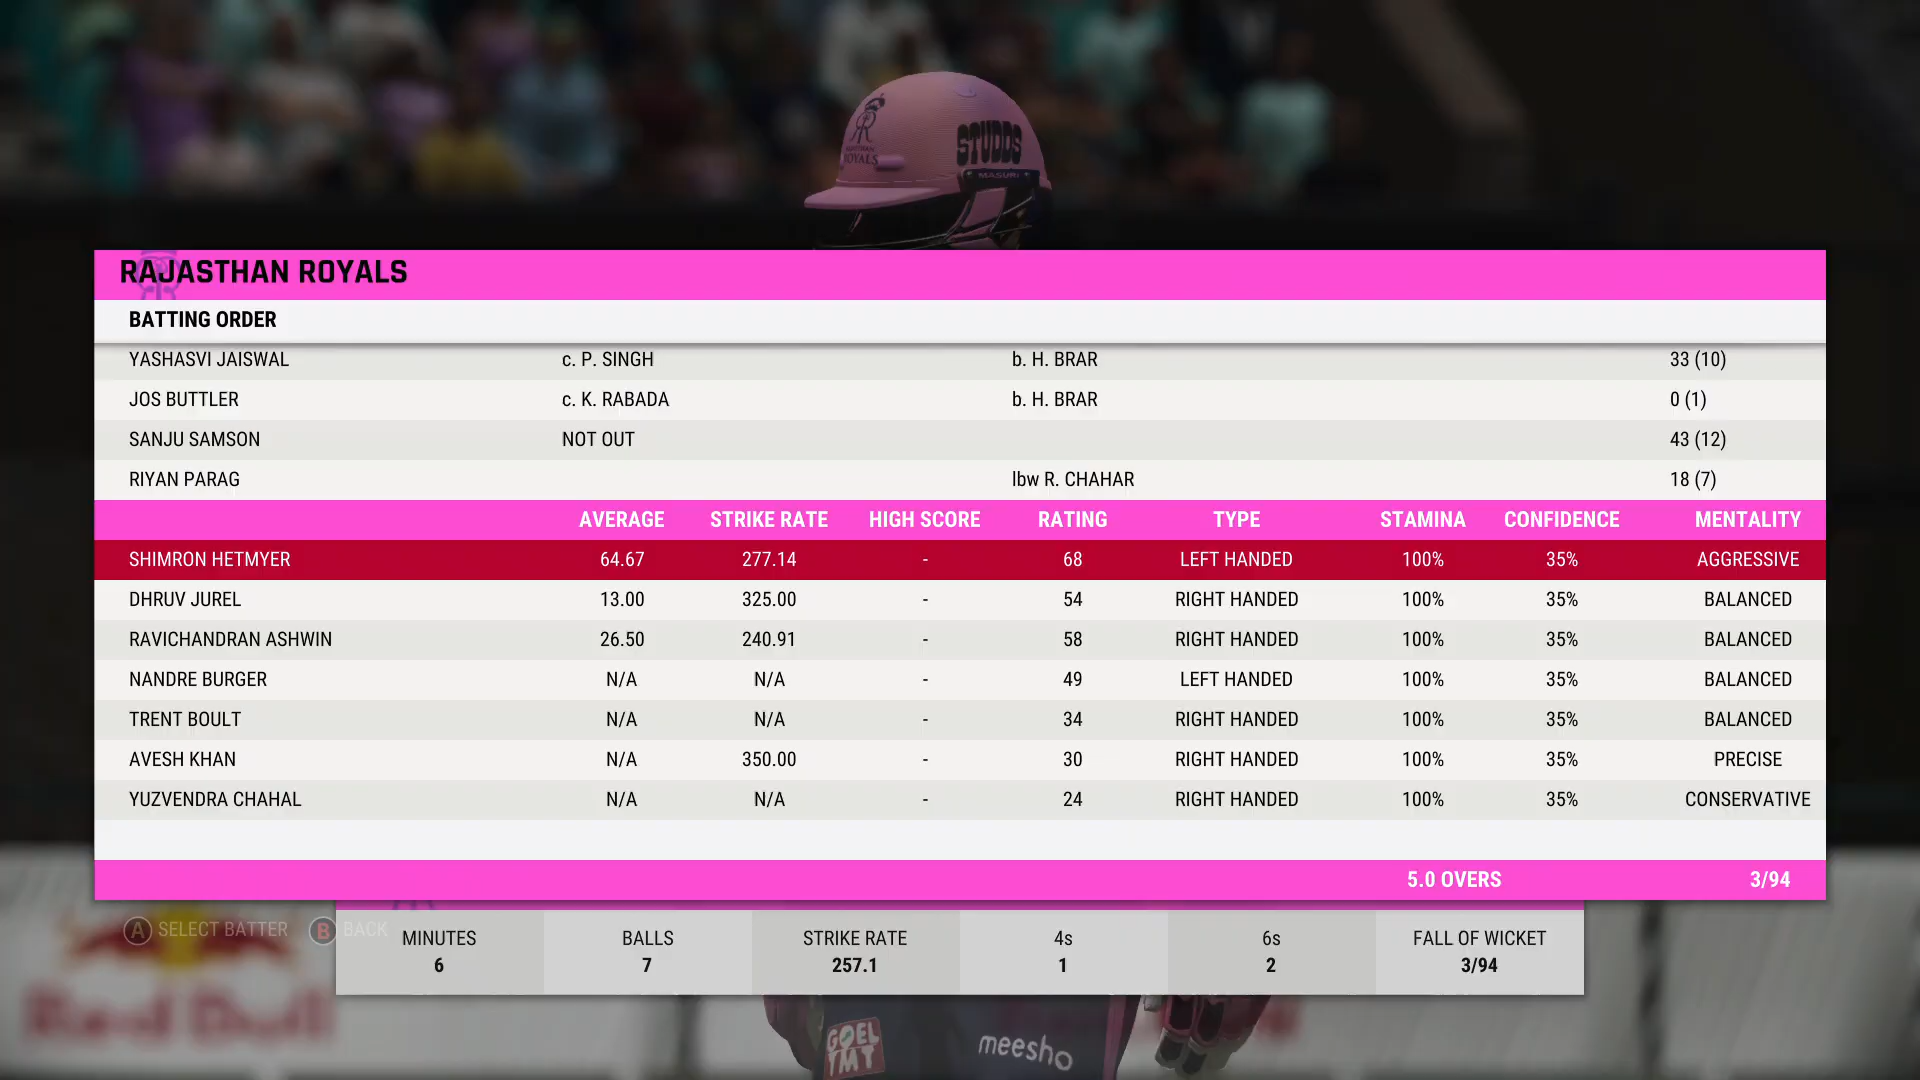 RAJASTHAN
ROYALS
STUDDS
MASURI
RAJASTHAN ROYALS
BATTING ORDER
YASHASVI JAISWAL c. P. SINGH b. H. BRAR 33 (10)
JOS BUTTLER c. K. RABADA b. H. BRAR 0 (1)
SANJU SAMSON NOT OUT 43 (12)
RIYAN PARAG lbw R. CHAHAR 18 (7)
AVERAGE STRIKE RATE HIGH SCORE RATING TYPE STAMINA CONFIDENCE MENTALITY
SHIMRON HETMYER 64.67 277.14 - 68 LEFT HANDED 100% 35% AGGRESSIVE
DHRUV JUREL 13.00 325.00 - 54 RIGHT HANDED 100% 35% BALANCED
RAVICHANDRAN ASHWIN 26.50 240.91 - 58 RIGHT HANDED 100% 35% BALANCED
NANDRE BURGER N/A N/A - 49 LEFT HANDED 100% 35% BALANCED
TRENT BOULT N/A N/A - 34 RIGHT HANDED 100% 35% BALANCED
AVESH KHAN N/A 350.00 - 30 RIGHT HANDED 100% 35% PRECISE
YUZVENDRA CHAHAL N/A N/A - 24 RIGHT HANDED 100% 35% CONSERVATIVE
5.0 OVERS 3/94
A SELECT BATTER B BACK
MINUTES BALLS STRIKE RATE 4s 6s FALL OF WICKET
6 7 257.1 1 2 3/94
Red Bull
GOEL
TMT
meesho